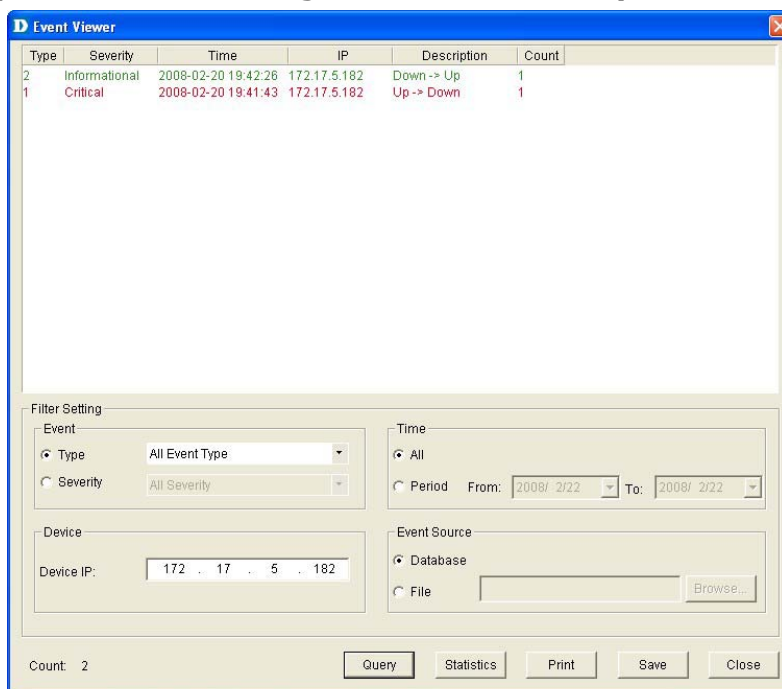 D Event Viewer
Type Severity Time IP Description Count
2 Informational 2008-02-20 19:42:26 172.17.5.182 Down -> Up 1
1 Critical 2008-02-20 19:41:43 172.17.5.182 Up -> Down 1
Filter Setting
Event
Type All Event Type
Severity All Severity
Time
All
Period From: 2008/ 2/22 To: 2008/ 2/22
Device
Device IP: 172 . 17 . 5 . 182
Event Source
Database
File Browse...
Count: 2 Query Statistics Print Save Close